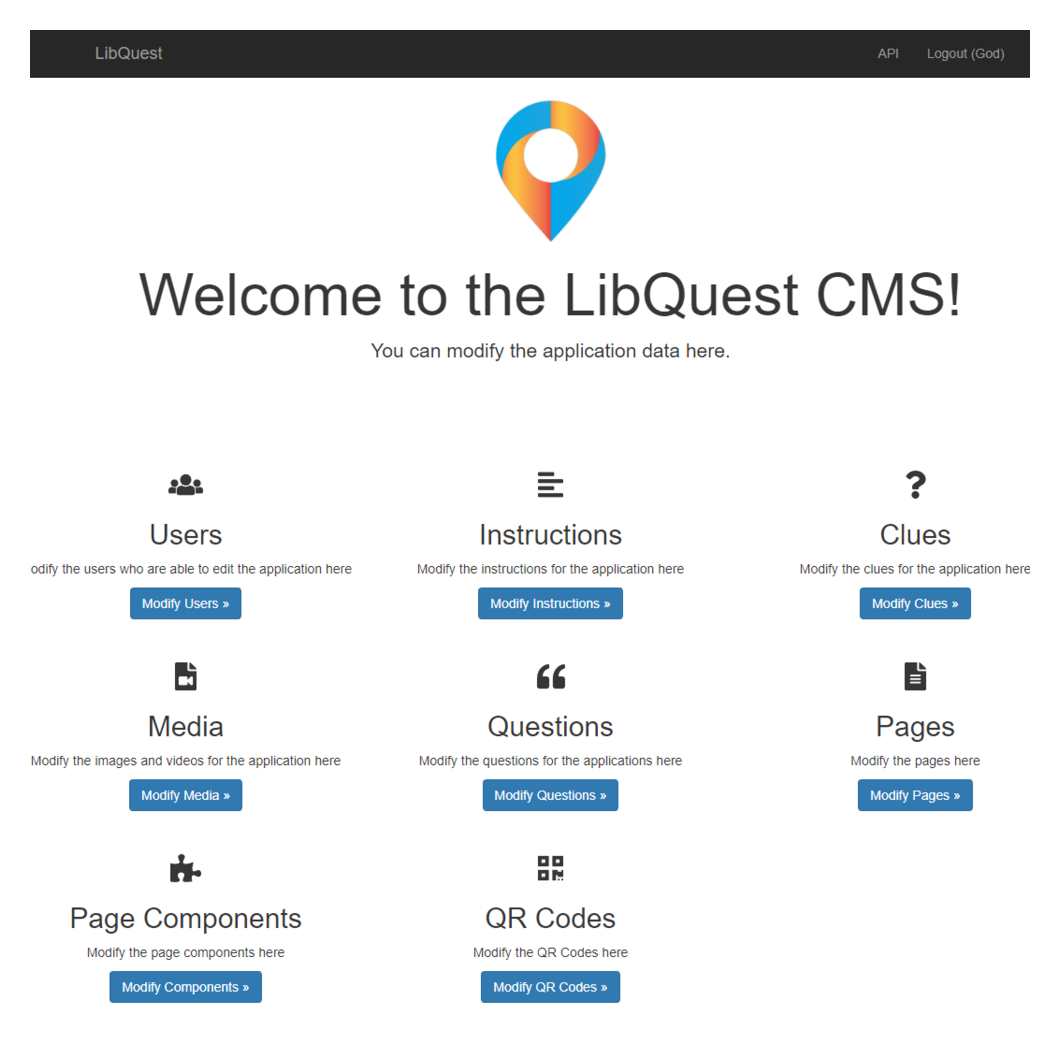 LibQuest API Logout (God)
Welcome to the LibQuest CMS!
You can modify the application data here.
Users
odify the users who are able to edit the application here
Modify Users »
Instructions
Modify the instructions for the application here
Modify Instructions »
Clues
Modify the clues for the application here
Modify Clues »
Media
Modify the images and videos for the application here
Modify Media »
Questions
Modify the questions for the applications here
Modify Questions »
Pages
Modify the pages here
Modify Pages »
Page Components
Modify the page components here
Modify Components »
QR Codes
Modify the QR Codes here
Modify QR Codes »